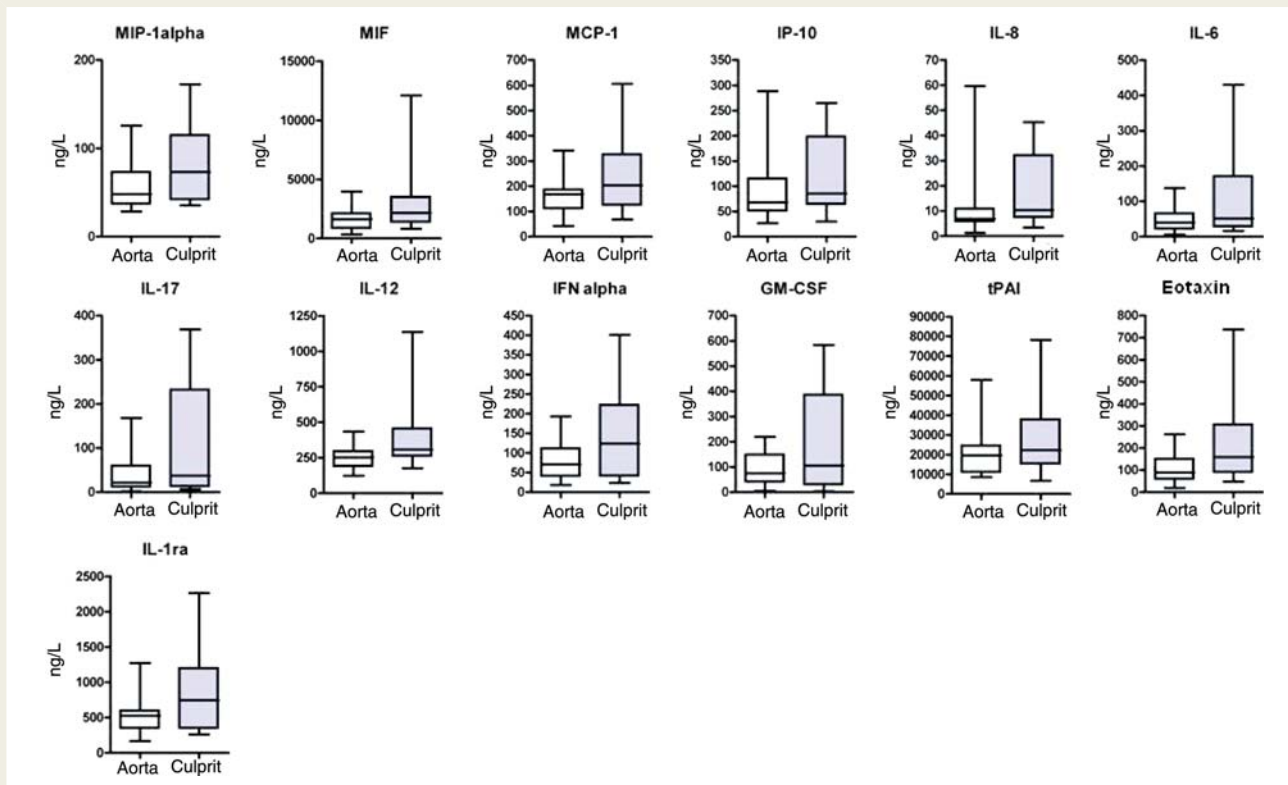 MIP-1alpha MIF MCP-1 IP-10 IL-8 IL-6
ng/L ng/L ng/L ng/L ng/L ng/L
200 15000 700 350 70 500
600 300 60 400
500 250 50
10000 400 200 40 300
100 300 150 30 200
5000 200 100 20
100 50 10 100
0 0 0 0 0 0
Aorta Culprit Aorta Culprit Aorta Culprit Aorta Culprit Aorta Culprit Aorta Culprit
IL-17 IL-12 IFN alpha GM-CSF tPAI Eotaxin
ng/L ng/L ng/L ng/L ng/L ng/L
400 1250 450 700 90000 800
400 600 80000 700
300 1000 350 70000 600
300 500 60000
750 250 400 50000 500
200 200 300 40000 400
500 150 30000 300
100 250 100 200 20000 200
50 100 10000 100
0 0 0 0 0 0
Aorta Culprit Aorta Culprit Aorta Culprit Aorta Culprit Aorta Culprit Aorta Culprit
IL-1ra
ng/L
2500
2000
1500
1000
500
0
Aorta Culprit